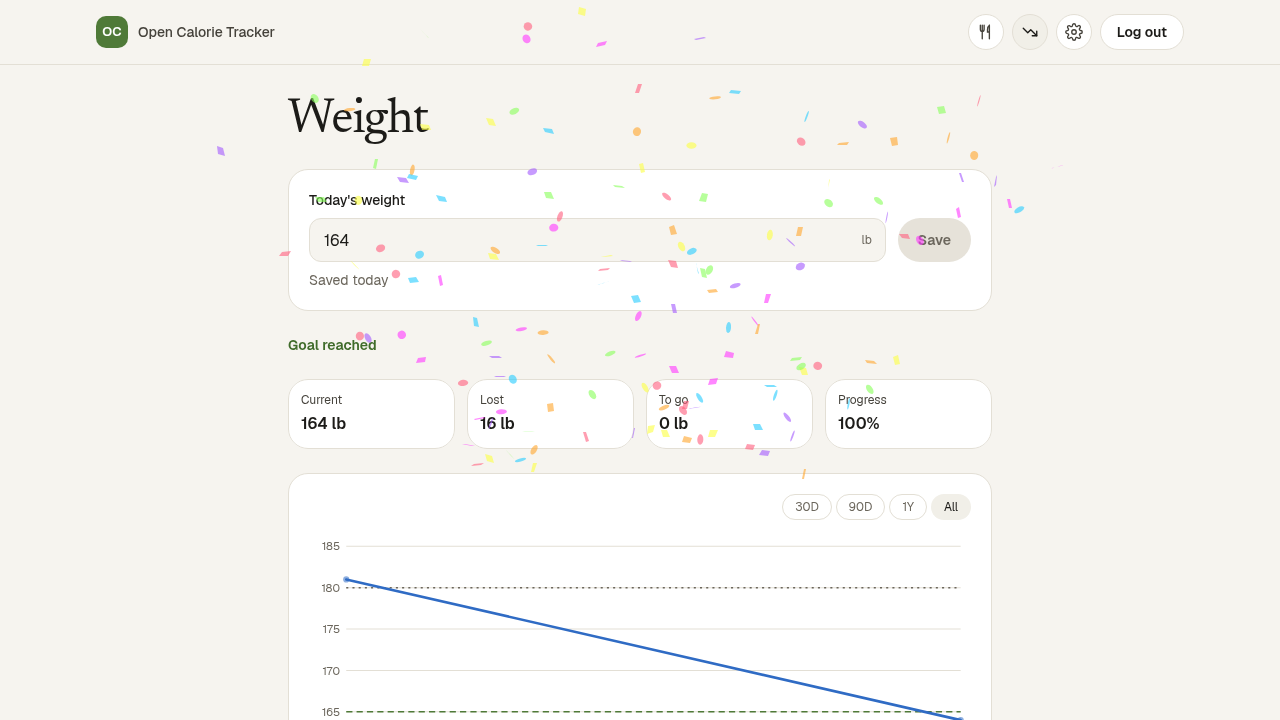 OC Open Calorie Tracker Log out
Weight
Today's weight
164 lb Save
Saved today
Goal reached
Current Lost To go Progress
164 lb 16 lb 0 lb 100%
30D 90D 1Y All
185
180
175
170
165